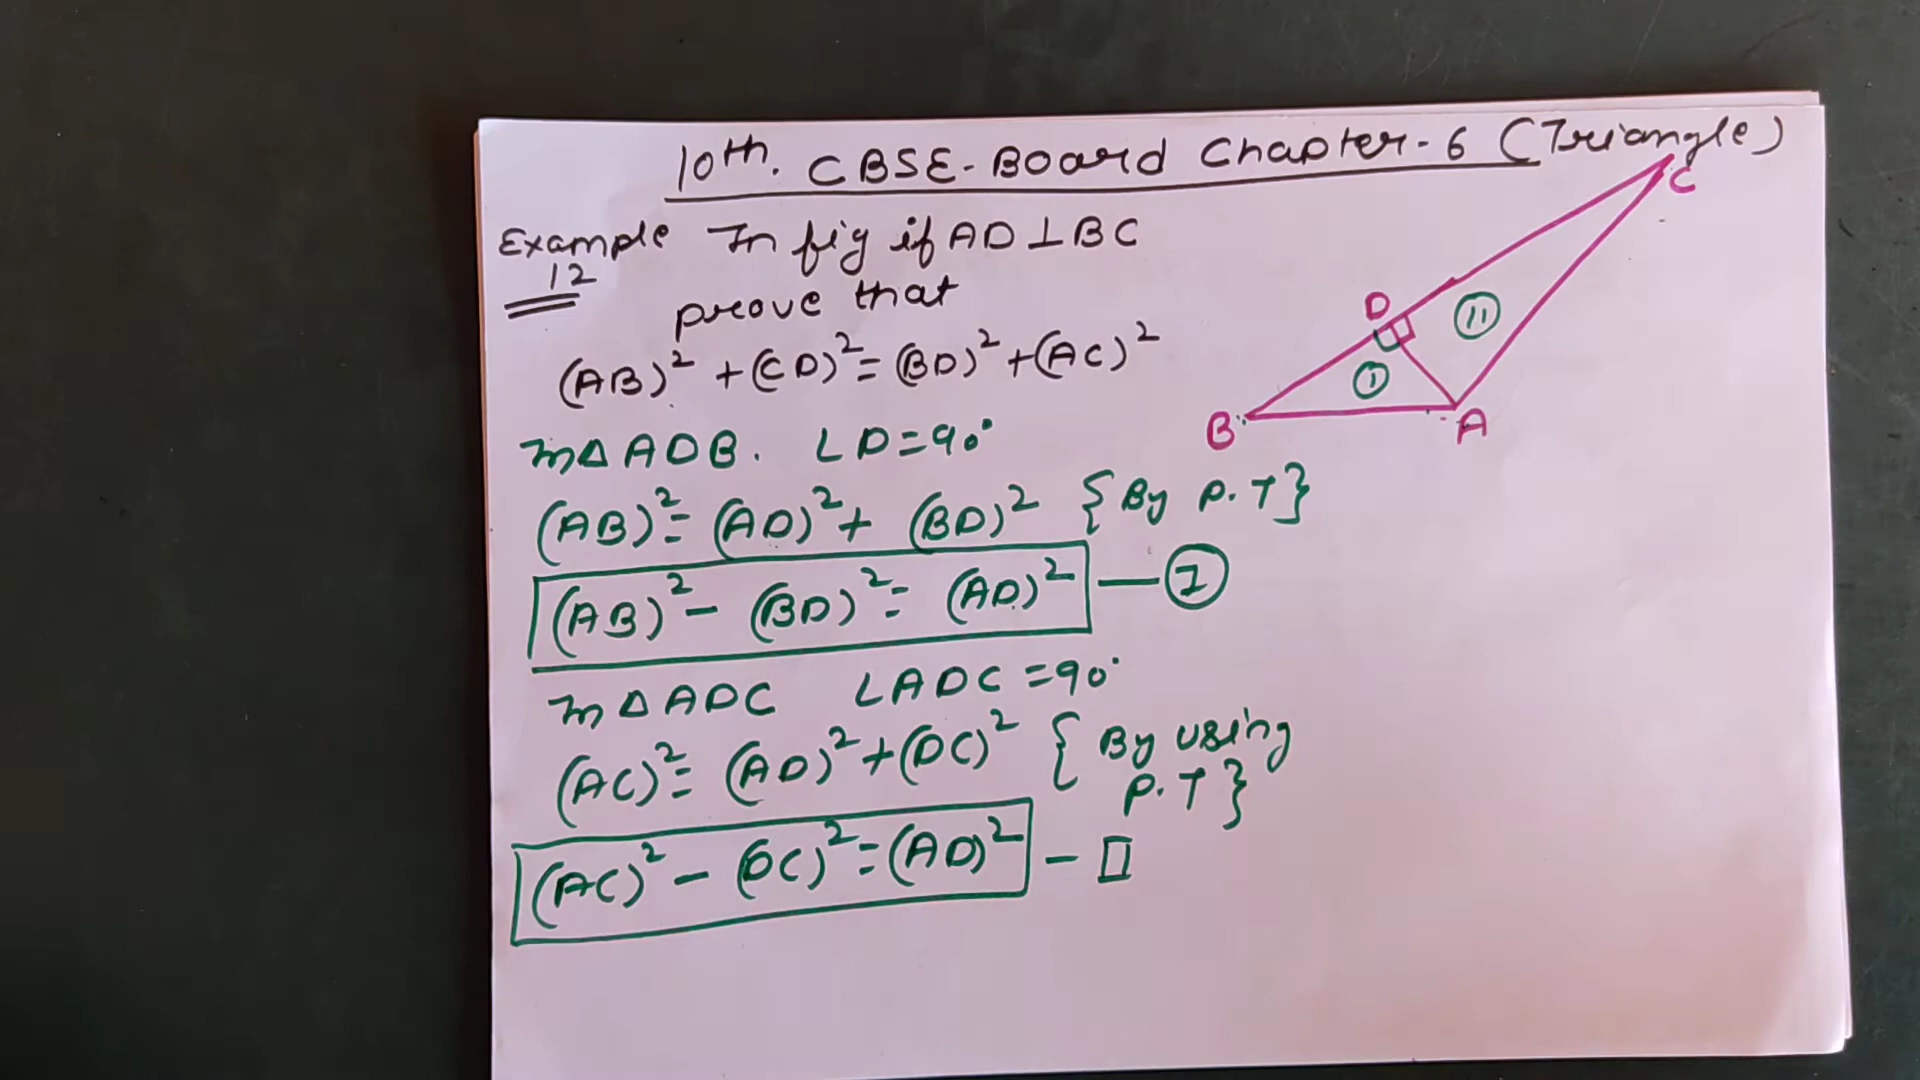 10th. CBSE-Board Chapter-6 (Triangle)
Example 12 In fig if AD⊥BC
prove that
(AB)² + (CD)² = (BD)² + (AC)²
In △ ADB. ∠D=90°
(AB)² = (AD)² + (BD)² {By P.T}
(AB)² - (BD)² = (AD)² — I
In △ ADC ∠ADC = 90°
(AC)² = (AD)² + (DC)² { By using
P.T }
(AC)² - (DC)² = (AD)² - II
C
D
II
I
B
A